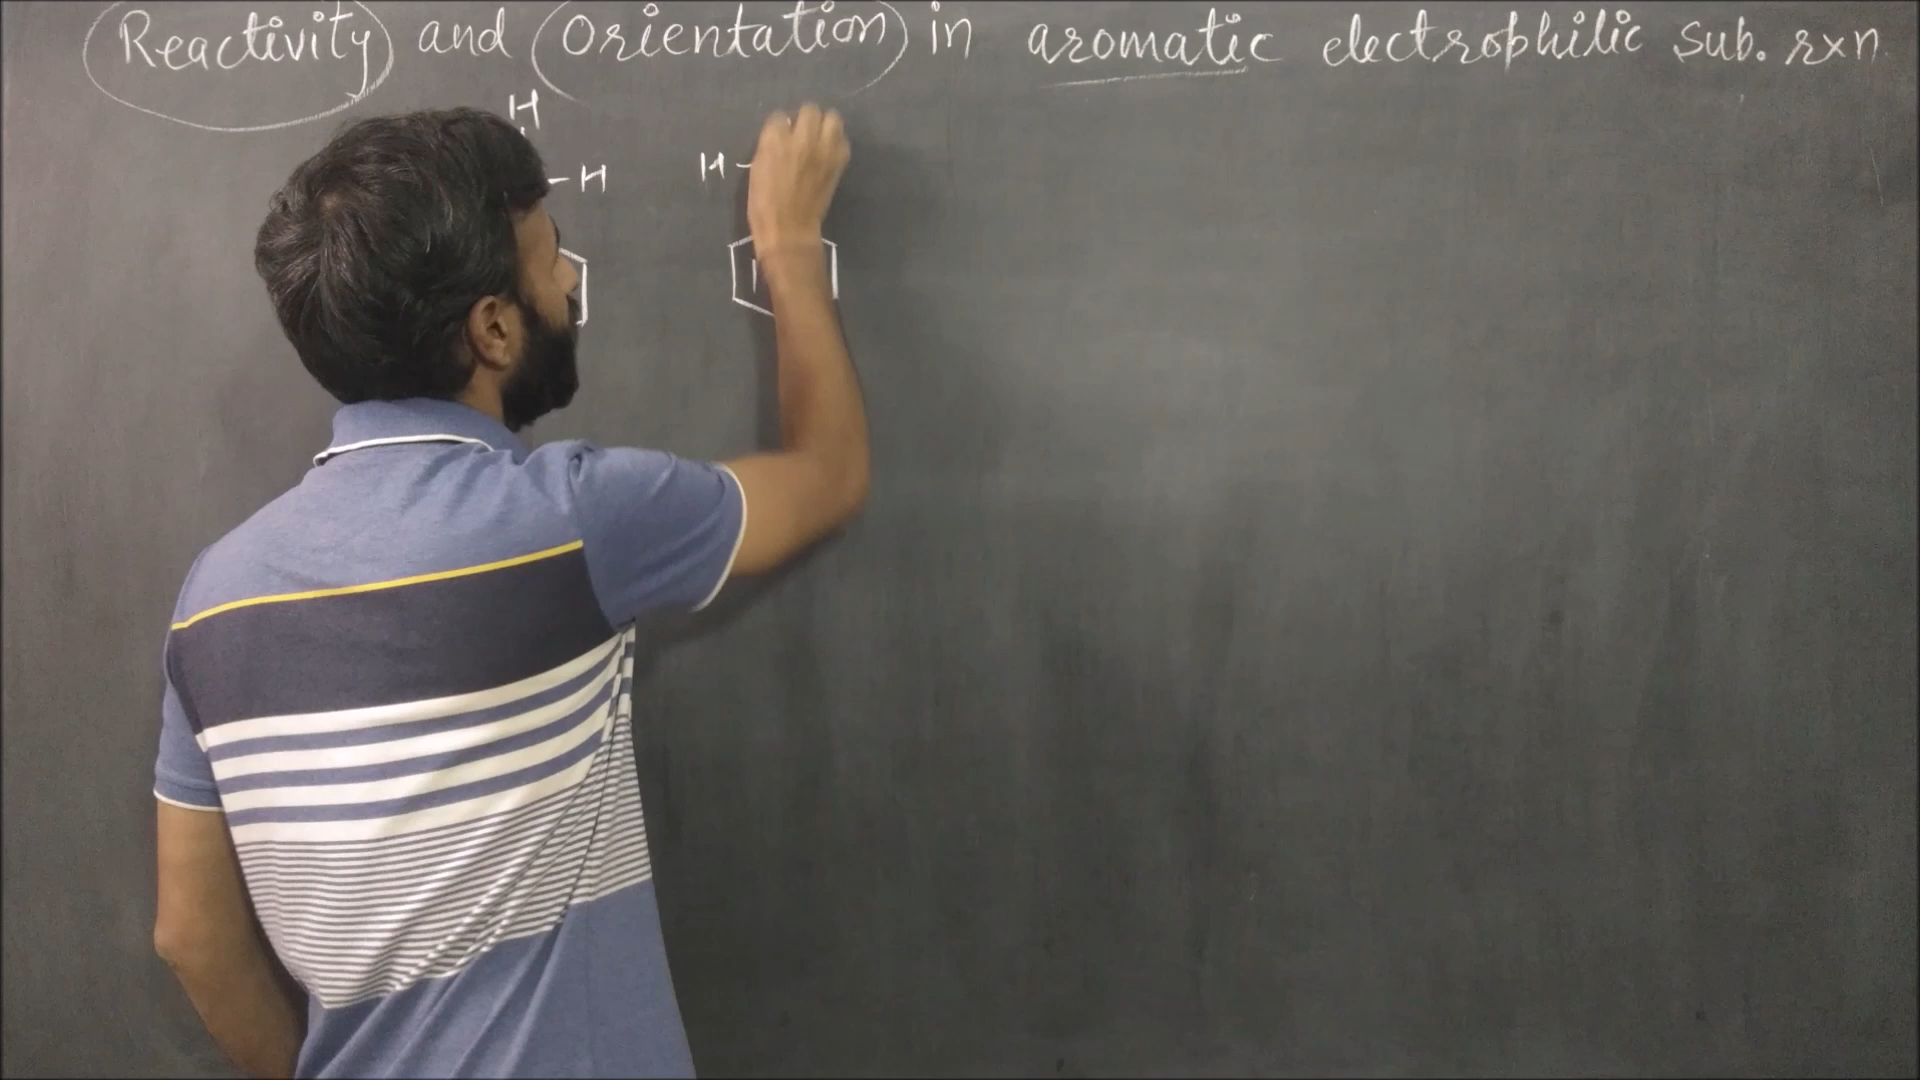 Reactivity and Orientation in aromatic electrophilic sub. rxn
H
-H H-